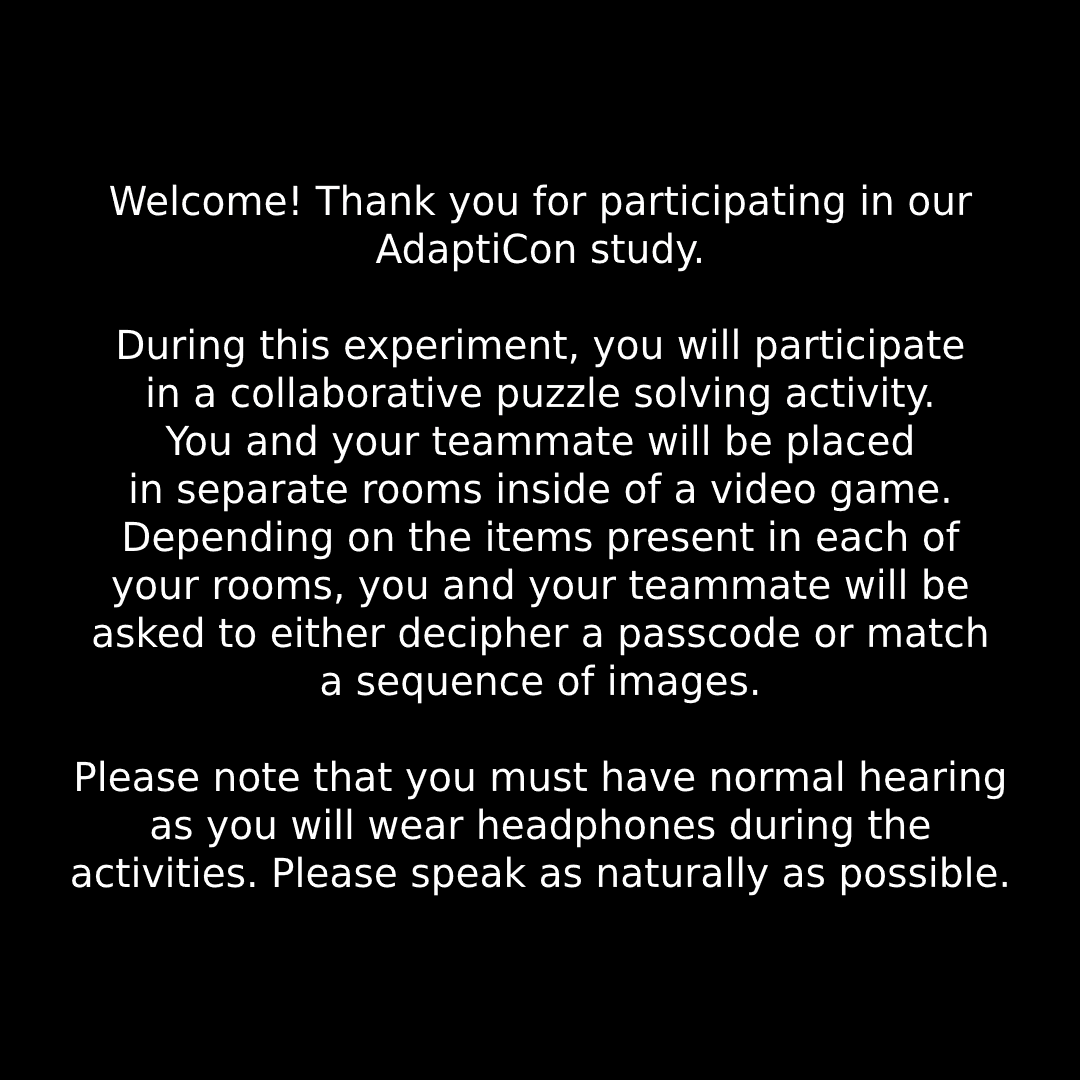 Welcome! Thank you for participating in our
AdaptiCon study.
During this experiment, you will participate
in a collaborative puzzle solving activity.
You and your teammate will be placed
in separate rooms inside of a video game.
Depending on the items present in each of
your rooms, you and your teammate will be
asked to either decipher a passcode or match
a sequence of images.
Please note that you must have normal hearing
as you will wear headphones during the
activities. Please speak as naturally as possible.